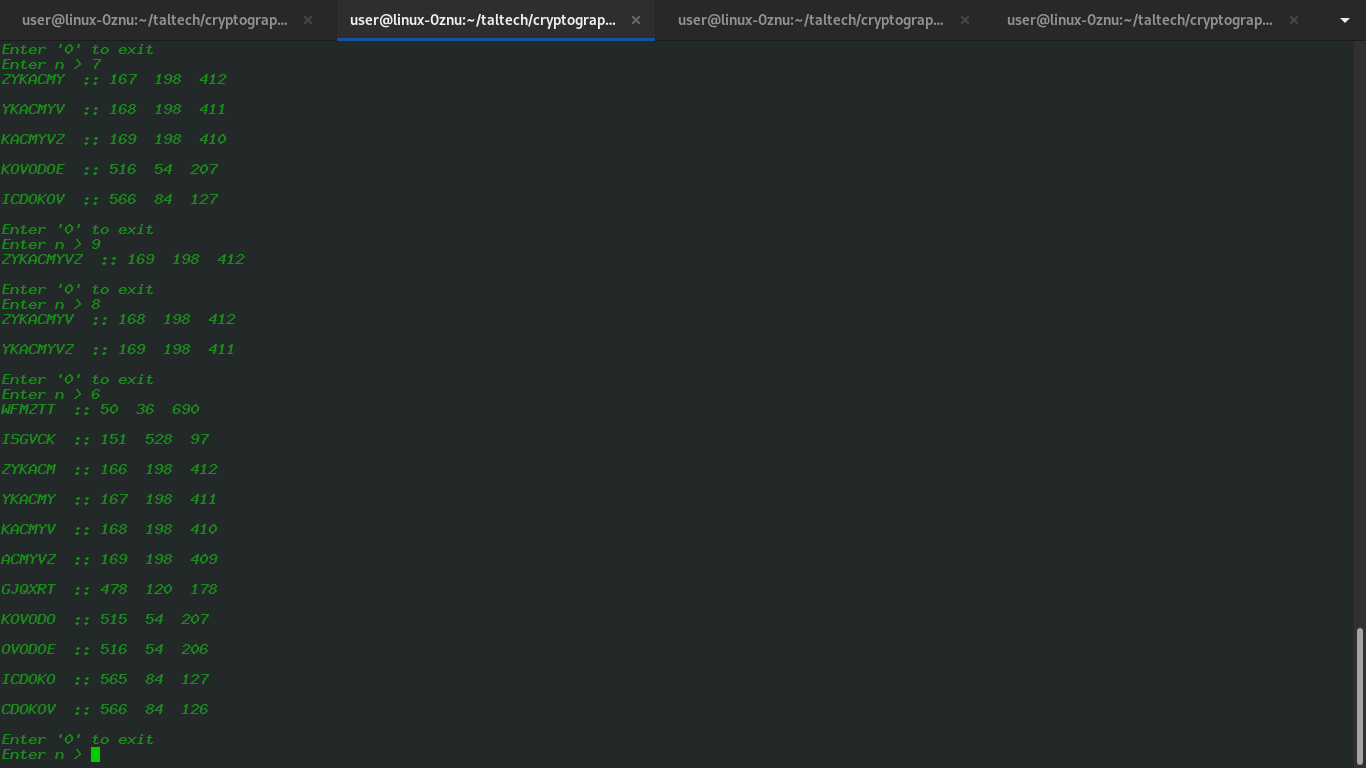 user@linux-0znu:~/taltech/cryptograp... × user@linux-0znu:~/taltech/cryptograp... × user@linux-0znu:~/taltech/cryptograp... × user@linux-0znu:~/taltech/cryptograp... ×
Enter '0' to exit
Enter n > 7
ZYKACMY :: 167 198 412
YKACMYV :: 168 198 411
KACMYVZ :: 169 198 410
KOVODOE :: 516 54 207
ICDOKOV :: 566 84 127
Enter '0' to exit
Enter n > 9
ZYKACMYVZ :: 169 198 412
Enter '0' to exit
Enter n > 8
ZYKACMYV :: 168 198 412
YKACMYVZ :: 169 198 411
Enter '0' to exit
Enter n > 6
WFMZTT :: 50 36 690
ISGVCK :: 151 528 97
ZYKACM :: 166 198 412
YKACMY :: 167 198 411
KACMYV :: 168 198 410
ACMYVZ :: 169 198 409
GJQXRT :: 478 120 178
KOVODO :: 515 54 207
OVODOE :: 516 54 206
ICDOKO :: 565 84 127
CDOKOV :: 566 84 126
Enter '0' to exit
Enter n >